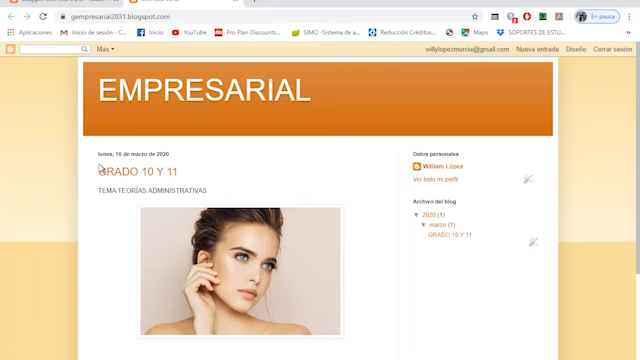 gempresarial2031.blogspot.com
En pausa
Aplicaciones
Inicio de sesión - C...
Inicio
YouTube
Pro Plan Discounts...
SIMO -Sistema de a...
Reducción Créditos...
Maps
SOPORTES DE ESTU...
Más
willylopezmurcia@gmail.com Nueva entrada Diseño Cerrar sesión
EMPRESARIAL
lunes, 16 de marzo de 2020
GRADO 10 Y 11
TEMA TEORÍAS ADMINISTRATIVAS
Datos personales
William López
Ver todo mi perfil
Archivo del blog
▼ 2020 (1)
▼ marzo (1)
GRADO 10 Y 11